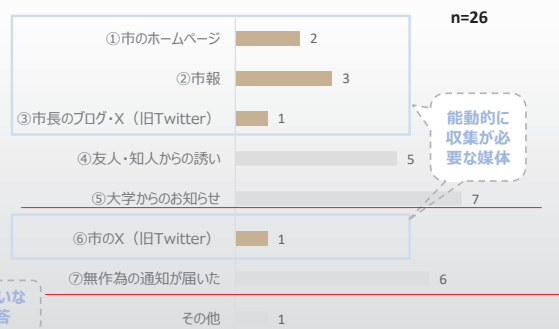 n=26
①市のホームページ 2
②市報 3
③市長のブログ・X（旧Twitter） 1
能動的に
収集が必
要な媒体
④友人・知人からの誘い 5
⑤大学からのお知らせ 7
⑥市のX（旧Twitter） 1
⑦無作為の通知が届いた 6
いな
答
その他 1